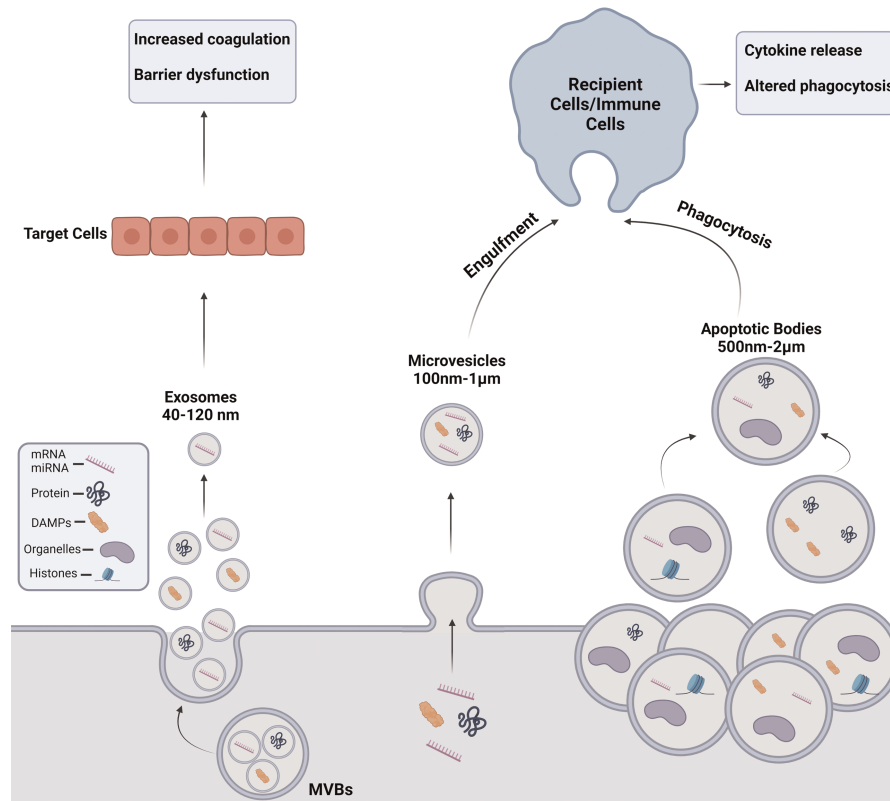 Increased coagulation
Barrier dysfunction
Recipient
Cells/Immune
Cells
Cytokine release
Altered phagocytosis
Target Cells
Engulfment
Phagocytosis
Exosomes
40-120 nm
Microvesicles
100nm-1µm
Apoptotic Bodies
500nm-2µm
mRNA
miRNA
Protein
DAMPs
Organelles
Histones
MVBs